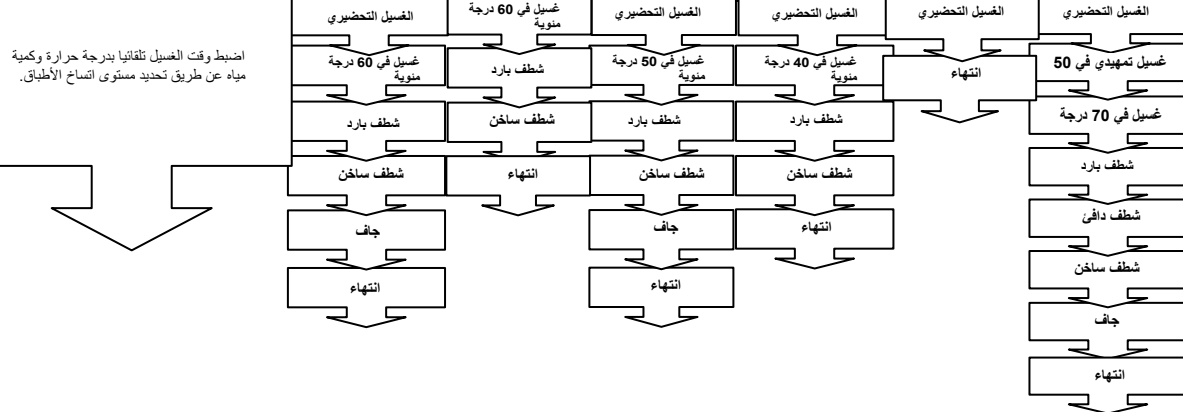 الغسيل التحضيري
غسيل تمهيدي في 50
غسيل في 70 درجة
شطف بارد
شطف دافئ
شطف ساخن
جاف
انتهاء
الغسيل التحضيري
انتهاء
الغسيل التحضيري
غسيل في 40 درجة
مئوية
شطف بارد
شطف ساخن
انتهاء
الغسيل التحضيري
غسيل في 50 درجة
مئوية
شطف بارد
شطف ساخن
جاف
انتهاء
غسيل في 60 درجة
مئوية
شطف بارد
شطف ساخن
انتهاء
الغسيل التحضيري
غسيل في 60 درجة
مئوية
شطف بارد
شطف ساخن
جاف
انتهاء
اضبط وقت الغسيل تلقائيا بدرجة حرارة وكمية
مياه عن طريق تحديد مستوى اتساخ الأطباق.